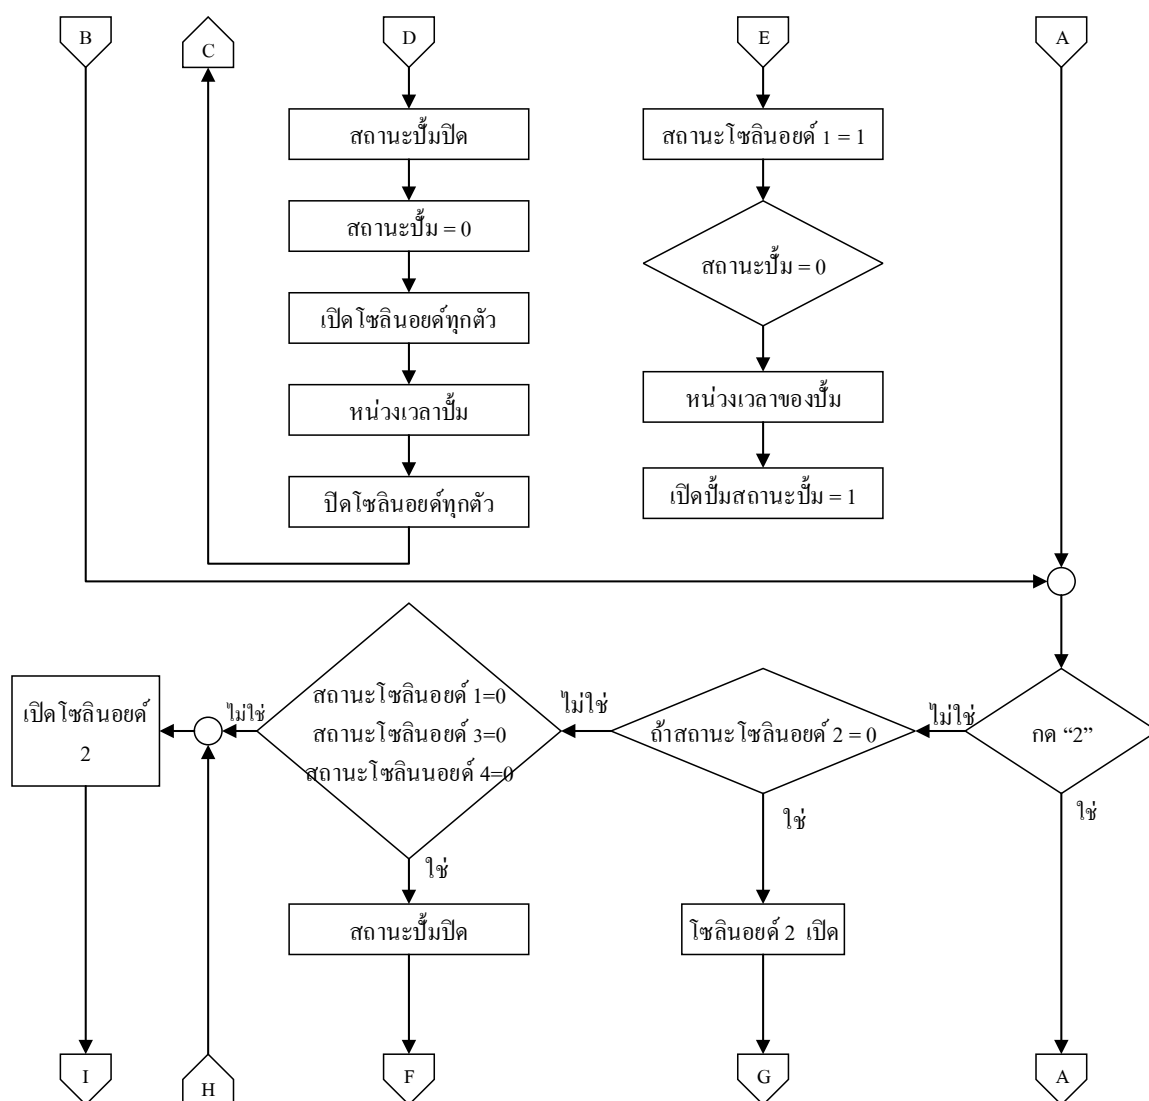 B
C
D
E
A
สถานะปั้มปิด
สถานะโซลินอยด์ 1 = 1
สถานะปั้ม = 0
สถานะปั้ม = 0
เปิดโซลินอยด์ทุกตัว
หน่วงเวลาปั้ม
หน่วงเวลาของปั้ม
ปิดโซลินอยด์ทุกตัว
เปิดปั้มสถานะปั้ม = 1
เปิดโซลินอยด์
2
ไม่ใช่
สถานะโซลินอยด์ 1=0
สถานะโซลินอยด์ 3=0
สถานะโซลินนอยด์ 4=0
ไม่ใช่
ถ้าสถานะโซลินอยด์ 2 = 0
ไม่ใช่
กด “2”
ใช่
ใช่
ใช่
สถานะปั้มปิด
โซลินอยด์ 2 เปิด
I
H
F
G
A